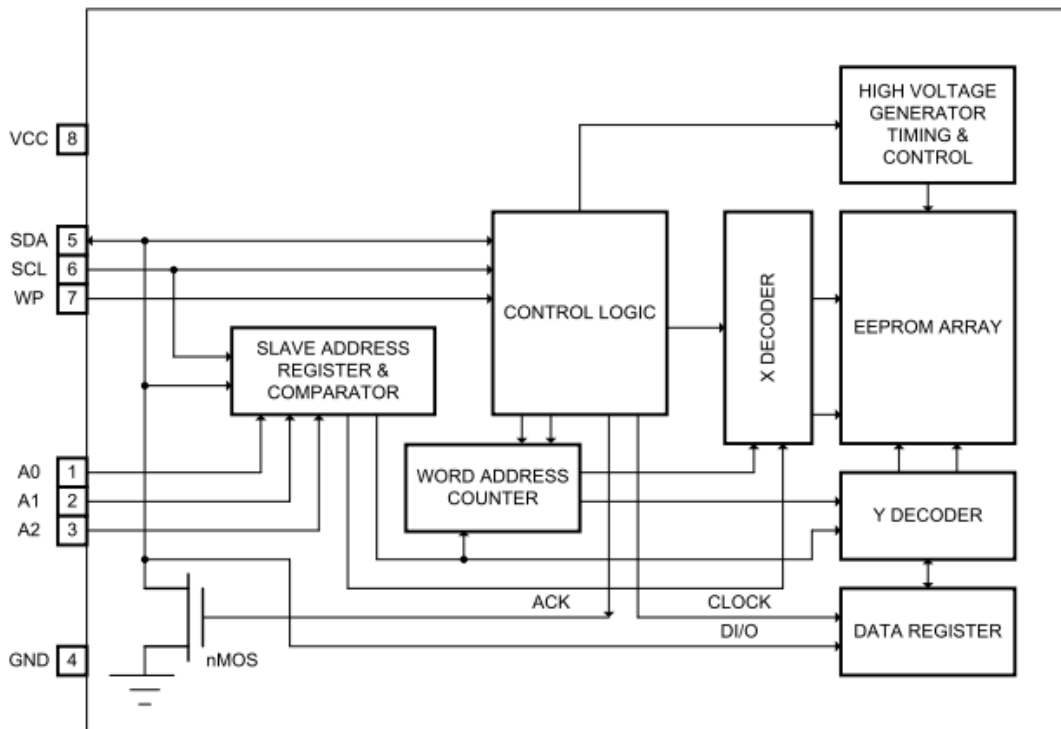 HIGH VOLTAGE
GENERATOR
TIMING &
CONTROL
VCC 8
SDA 5
SCL 6
WP 7
CONTROL LOGIC
X DECODER
EEPROM ARRAY
SLAVE ADDRESS
REGISTER &
COMPARATOR
A0 1
A1 2
A2 3
WORD ADDRESS
COUNTER
Y DECODER
ACK
CLOCK
DI/O
DATA REGISTER
GND 4
nMOS